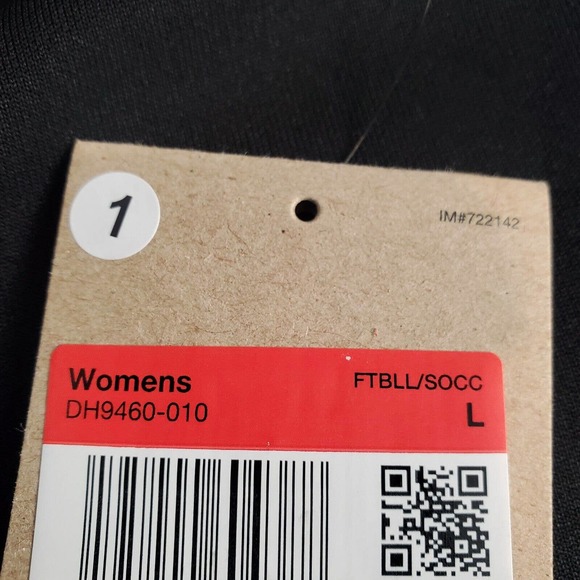 1
IM#722142
Womens
FTBLL/SOCC
DH9460-010
L